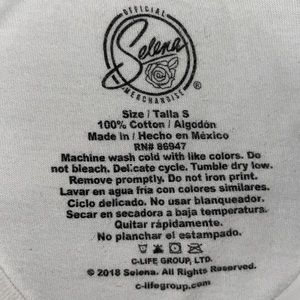 OFFICIAL
Selena
®
MERCHANDISE
Size / Talla S
100% Cotton / Algodón
Made in / Hecho en México
RN# 86947
Machine wash cold with like colors. Do
not bleach. Delicate cycle. Tumble dry low.
Remove promptly. Do not iron print.
Lavar en agua fría con colores similares.
Ciclo delicado. No usar blanqueador.
Secar en secadora a baja temperatura.
Quitar rápidamente.
No planchar el estampado.
C-LIFE GROUP, LTD.
© 2018 Selena. All Rights Reserved.
c-lifegroup.com